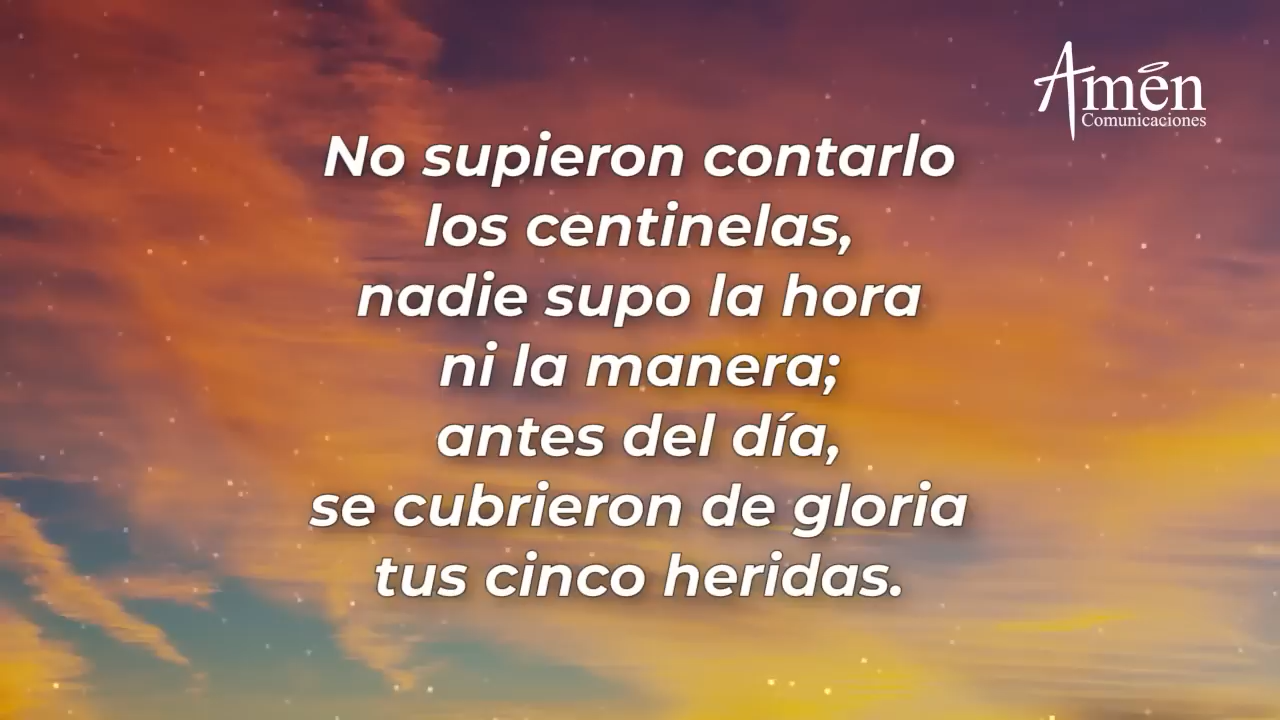 Amén
Comunicaciones
No supieron contarlo
los centinelas,
nadie supo la hora
ni la manera;
antes del día,
se cubrieron de gloria
tus cinco heridas.